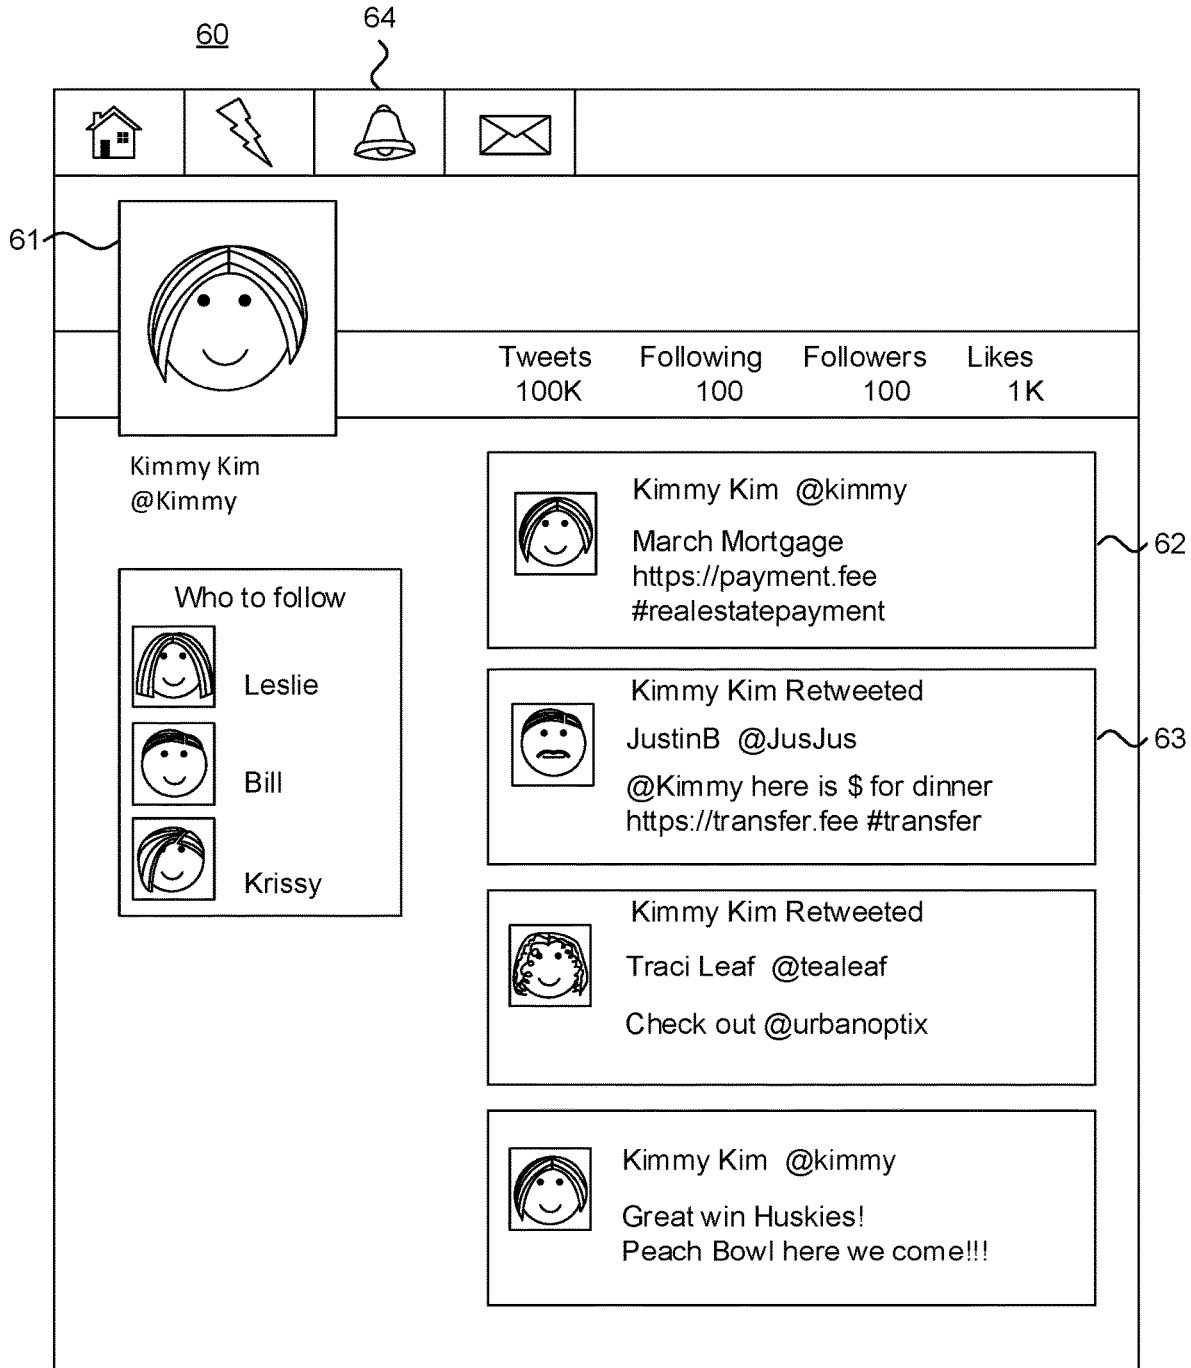 60
64
61
Tweets Following Followers Likes
100K 100 100 1K
Kimmy Kim
@Kimmy
Who to follow
Leslie
Bill
Krissy
Kimmy Kim @kimmy
March Mortgage
https://payment.fee
#realestatepayment
62
Kimmy Kim Retweeted
JustinB @JusJus
@Kimmy here is $ for dinner
https://transfer.fee #transfer
63
Kimmy Kim Retweeted
Traci Leaf @tealeaf
Check out @urbanoptix
Kimmy Kim @kimmy
Great win Huskies!
Peach Bowl here we come!!!